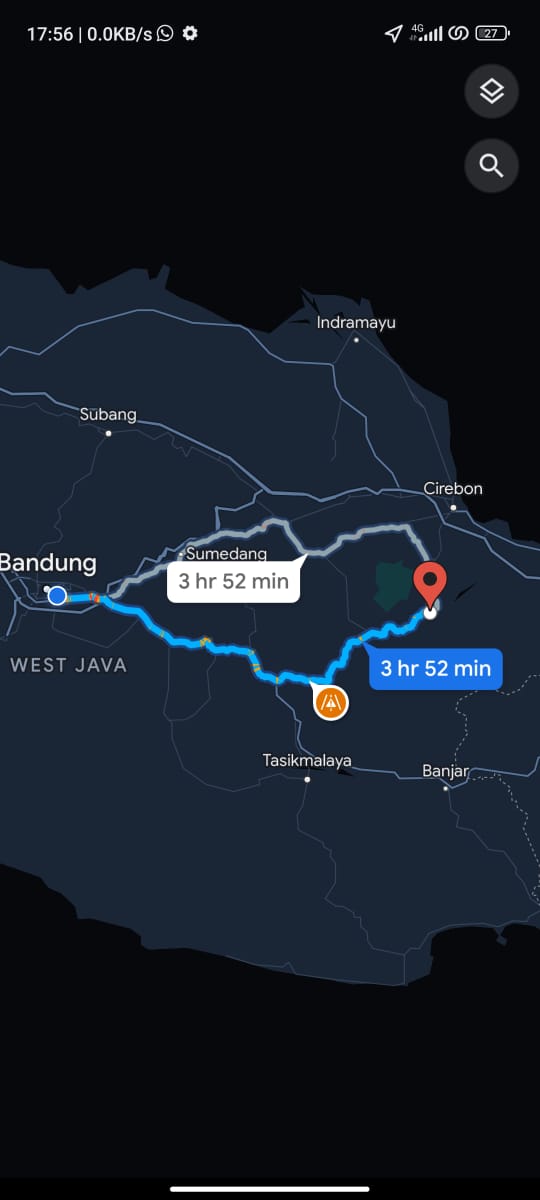 17:56 | 0.0KB/s
4G
27
Indramayu
Subang
Cirebon
Bandung
Sumedang
3 hr 52 min
WEST JAVA
3 hr 52 min
Tasikmalaya
Banjar